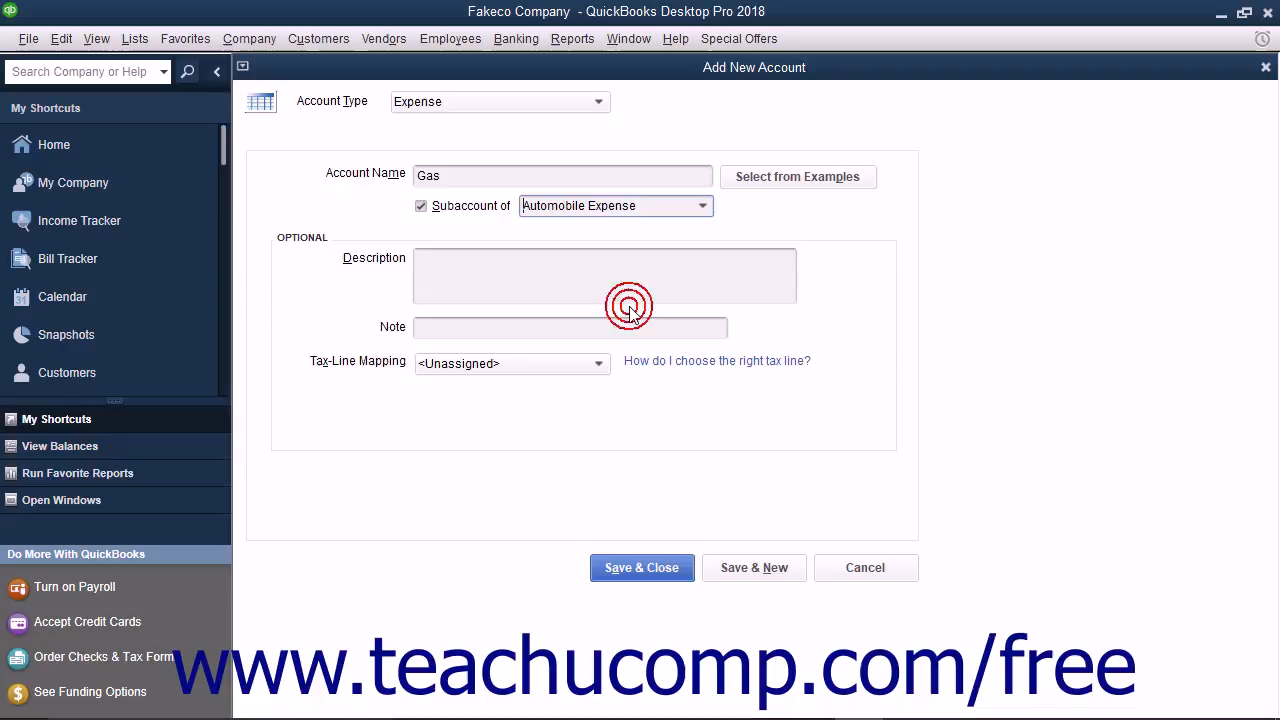 Fakeco Company - QuickBooks Desktop Pro 2018
File Edit View Lists Favorites Company Customers Vendors Employees Banking Reports Window Help Special Offers
Search Company or Help
Add New Account
My Shortcuts
Account Type Expense
Home
My Company
Income Tracker
Bill Tracker
Calendar
Snapshots
Customers
Account Name Gas Select from Examples
Subaccount of Automobile Expense
OPTIONAL
Description
Note
Tax-Line Mapping <Unassigned> How do I choose the right tax line?
My Shortcuts
View Balances
Run Favorite Reports
Open Windows
Do More With QuickBooks
Save & Close Save & New Cancel
Turn on Payroll
Accept Credit Cards
Order Checks & Tax Form
See Funding Options
www.teachucomp.com/free